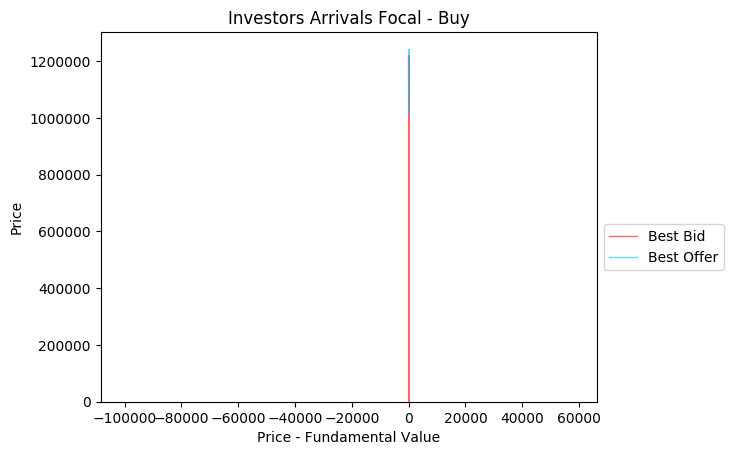 Investors Arrivals Focal - Buy
1200000
1000000
800000
600000
400000
200000
0
Price
Best Bid
Best Offer
−100000 −80000 −60000 −40000 −20000 0 20000 40000 60000
Price - Fundamental Value